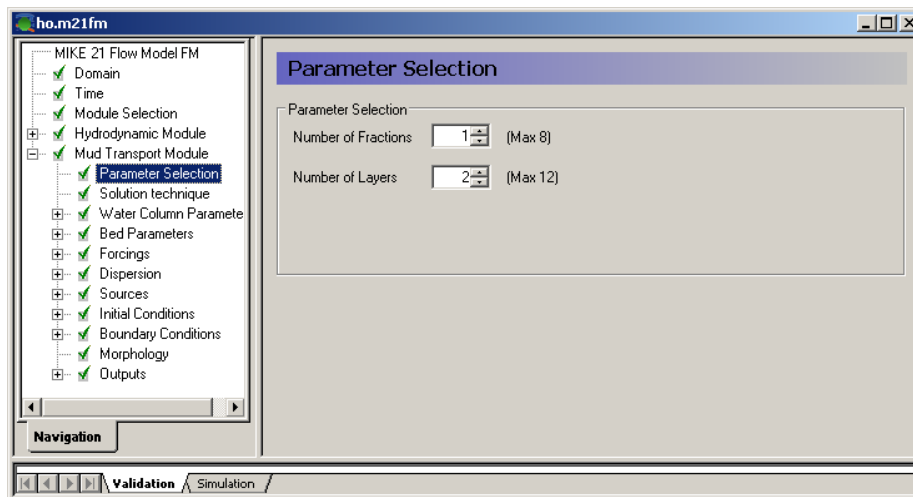 ho.m21fm
MIKE 21 Flow Model FM
Domain
Time
Module Selection
Hydrodynamic Module
Mud Transport Module
Parameter Selection
Solution technique
Water Column Paramete
Bed Parameters
Forcings
Dispersion
Sources
Initial Conditions
Boundary Conditions
Morphology
Outputs
Navigation
Parameter Selection
Parameter Selection
Number of Fractions 1 (Max 8)
Number of Layers 2 (Max 12)
Validation Simulation